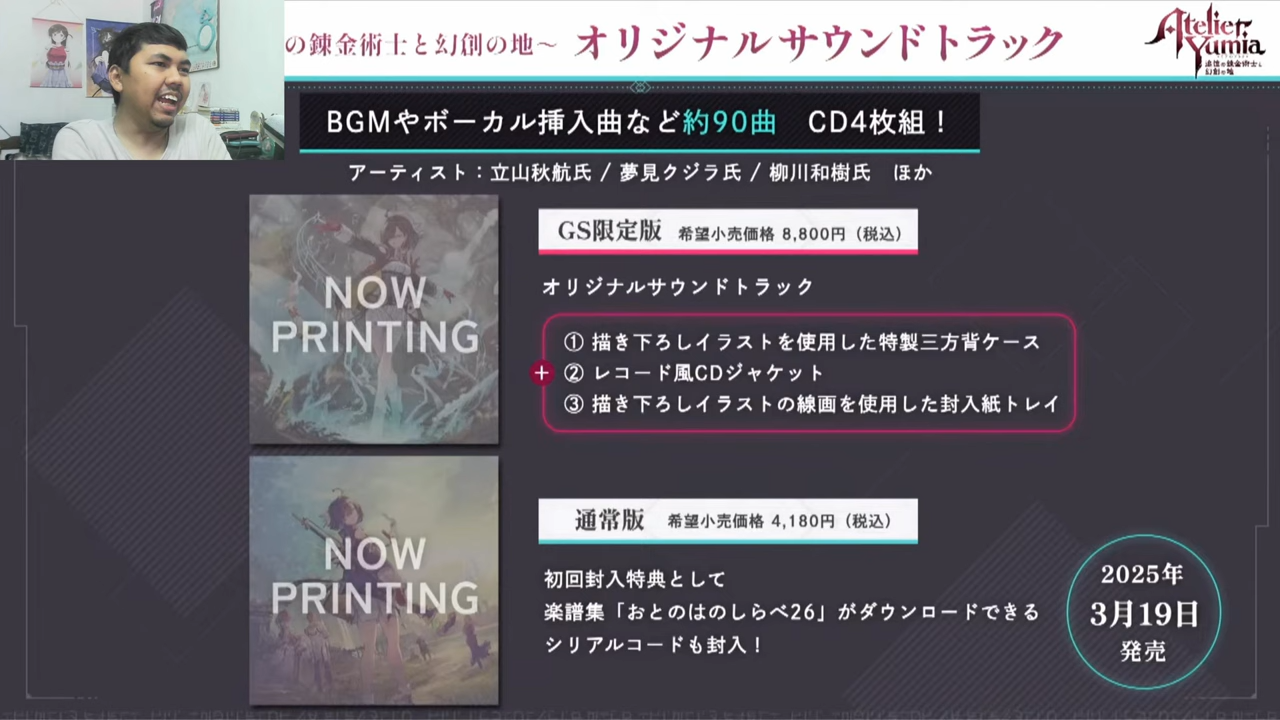 の錬金術士と幻創の地～ オリジナルサウンドトラック
Atelier Yumia
追憶の錬金術士と
幻創の地
BGMやボーカル挿入曲など約90曲 CD4枚組！
アーティスト：立山秋航氏 / 夢見クジラ氏 / 柳川和樹氏 ほか
NOW
PRINTING
GS限定版 希望小売価格 8,800円（税込）
オリジナルサウンドトラック
+
① 描き下ろしイラストを使用した特製三方背ケース
② レコード風CDジャケット
③ 描き下ろしイラストの線画を使用した封入紙トレイ
NOW
PRINTING
通常版 希望小売価格 4,180円（税込）
初回封入特典として
楽譜集「おとのはのしらべ26」がダウンロードできる
シリアルコードも封入！
2025年
3月19日
発売